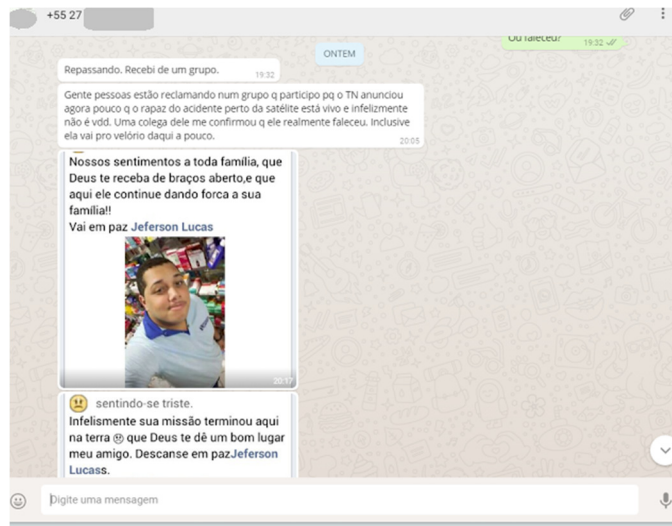 +55 27
Ou faleceu?
19:32
ONTEM
Repassando. Recebi de um grupo.
19:32
Gente pessoas estão reclamando num grupo q participo pq o TN anunciou
agora pouco q o rapaz do acidente perto da satélite está vivo e infelizmente
não é vdd. Uma colega dele me confirmou q ele realmente faleceu. Inclusive
ela vai pro velório daqui a pouco.
20:05
Nossos sentimentos a toda família, que
Deus te receba de braços aberto,e que
aqui ele continue dando forca a sua
família!!
Vai em paz Jeferson Lucas
20:17
sentindo-se triste.
Infelismente sua missão terminou aqui
na terra 😢 que Deus te dê um bom lugar
meu amigo. Descanse em pazJeferson
Lucass.
Digite uma mensagem